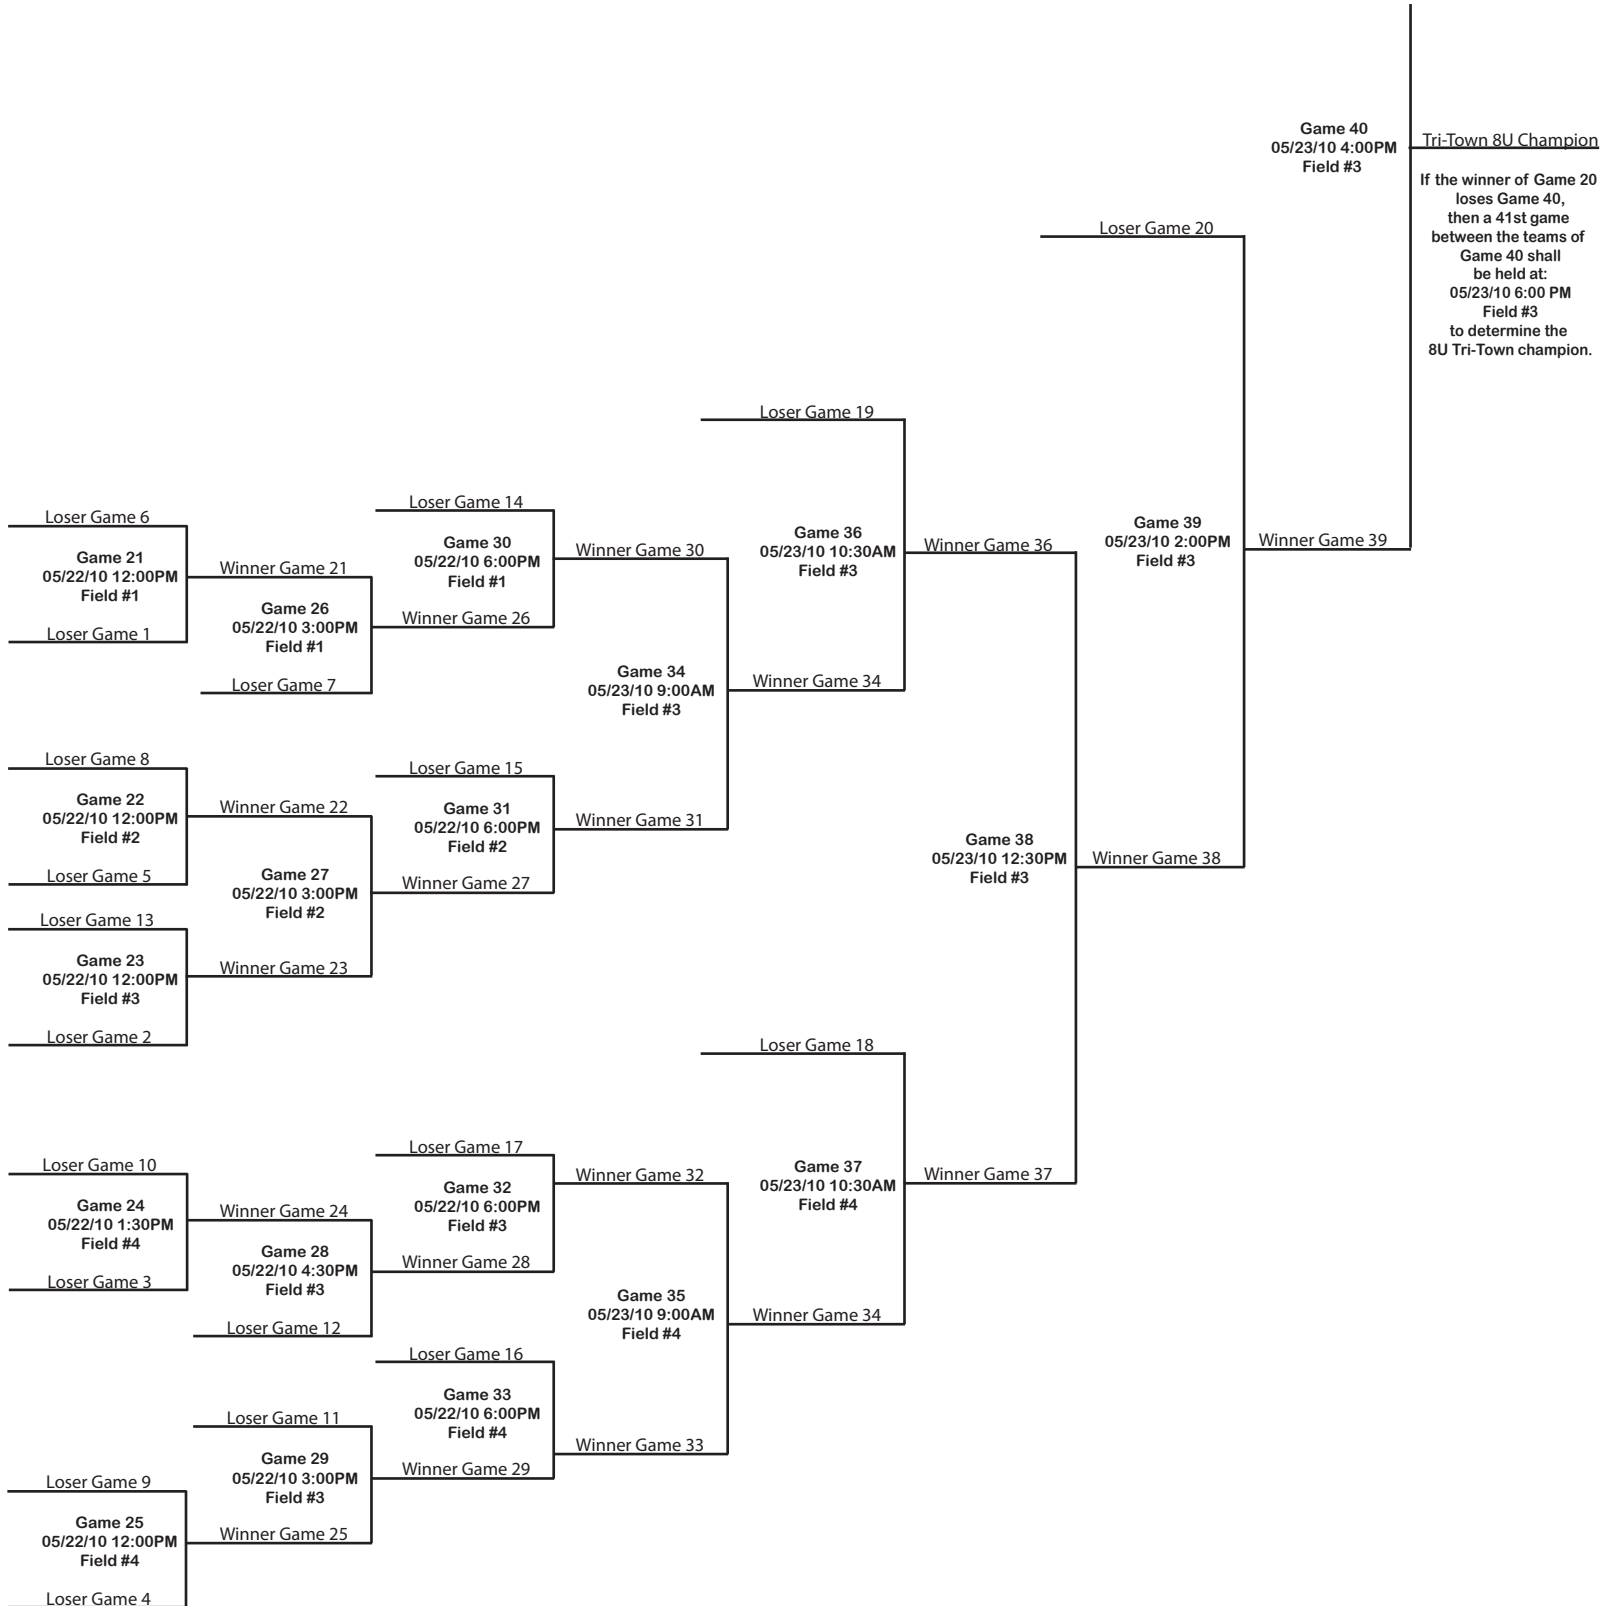 Game 40
05/23/10 4:00PM
Field #3
Tri-Town 8U Champion
If the winner of Game 20
loses Game 40,
then a 41st game
between the teams of
Game 40 shall
be held at:
05/23/10 6:00 PM
Field #3
to determine the
8U Tri-Town champion.
Loser Game 20
Game 39
05/23/10 2:00PM
Field #3
Winner Game 39
Loser Game 19
Game 36
05/23/10 10:30AM
Field #3
Winner Game 36
Loser Game 6
Game 21
05/22/10 12:00PM
Field #1
Loser Game 1
Winner Game 21
Game 26
05/22/10 3:00PM
Field #1
Loser Game 7
Loser Game 14
Game 30
05/22/10 6:00PM
Field #1
Winner Game 26
Winner Game 30
Game 34
05/23/10 9:00AM
Field #3
Winner Game 34
Loser Game 8
Game 22
05/22/10 12:00PM
Field #2
Loser Game 5
Winner Game 22
Game 27
05/22/10 3:00PM
Field #2
Loser Game 13
Game 23
05/22/10 12:00PM
Field #3
Loser Game 2
Winner Game 23
Loser Game 15
Game 31
05/22/10 6:00PM
Field #2
Winner Game 27
Winner Game 31
Game 38
05/23/10 12:30PM
Field #3
Winner Game 38
Loser Game 18
Game 37
05/23/10 10:30AM
Field #4
Winner Game 37
Loser Game 10
Game 24
05/22/10 1:30PM
Field #4
Loser Game 3
Winner Game 24
Game 28
05/22/10 4:30PM
Field #3
Loser Game 12
Loser Game 17
Game 32
05/22/10 6:00PM
Field #3
Winner Game 28
Winner Game 32
Game 35
05/23/10 9:00AM
Field #4
Winner Game 34
Loser Game 16
Game 33
05/22/10 6:00PM
Field #4
Winner Game 29
Winner Game 33
Loser Game 11
Game 29
05/22/10 3:00PM
Field #3
Winner Game 25
Loser Game 9
Game 25
05/22/10 12:00PM
Field #4
Loser Game 4